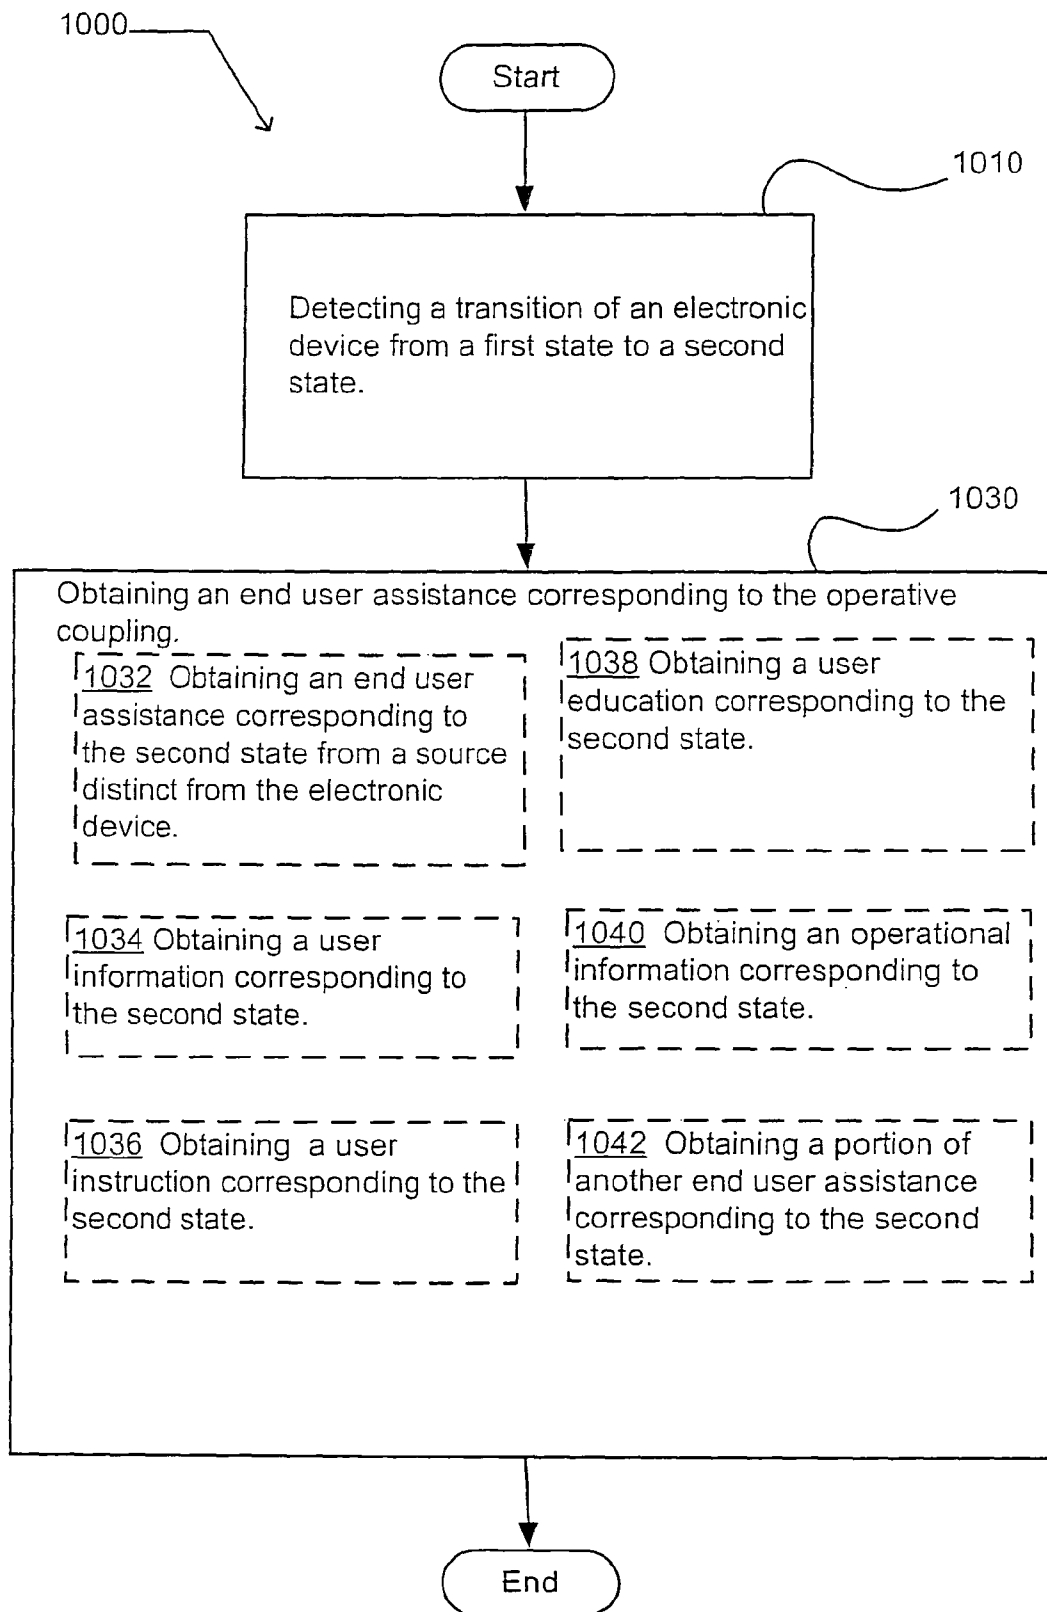 1000
Start
1010
Detecting a transition of an electronic
device from a first state to a second
state.
1030
Obtaining an end user assistance corresponding to the operative
coupling.
1032 Obtaining an end user
assistance corresponding to
the second state from a source
distinct from the electronic
device.
1038 Obtaining a user
education corresponding to the
second state.
1034 Obtaining a user
information corresponding to
the second state.
1040 Obtaining an operational
information corresponding to
the second state.
1036 Obtaining a user
instruction corresponding to the
second state.
1042 Obtaining a portion of
another end user assistance
corresponding to the second
state.
End